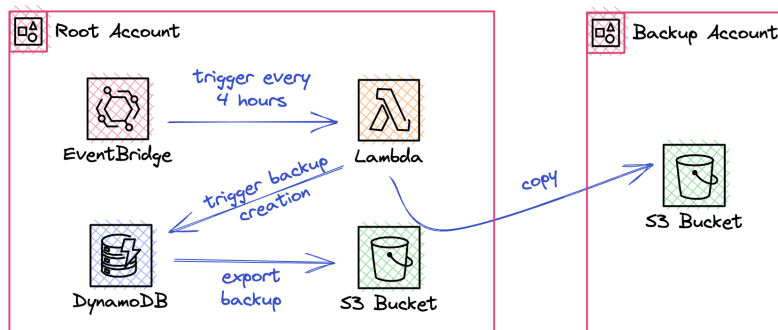 Root Account
Backup Account
trigger every
4 hours
EventBridge
Lambda
trigger backup
creation
copy
S3 Bucket
DynamoDB
export
backup
S3 Bucket